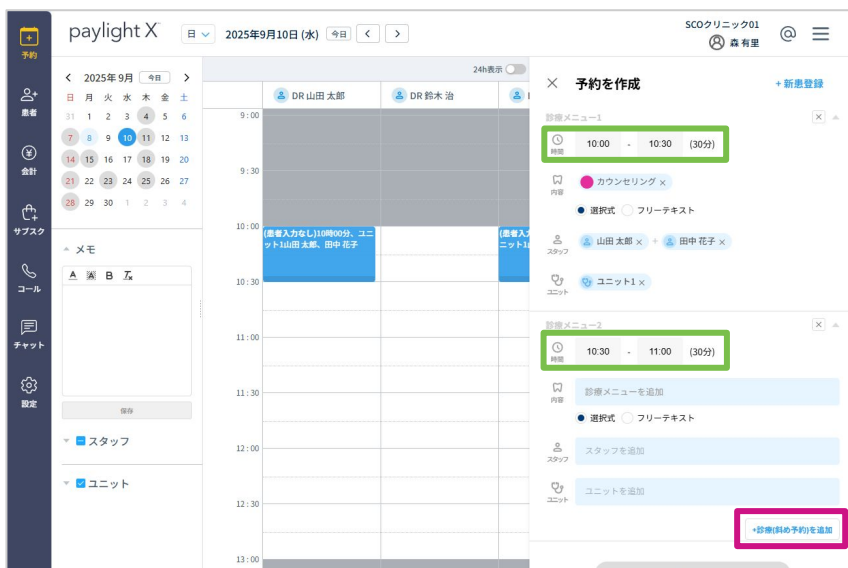 paylight X
日
2025年9月10日 (水)
今日
SCOクリニック01
森 有里
予約
患者
会計
サブスク
コール
チャット
設定
2025年 9月
今日
日 月 火 水 木 金 土
31 1 2 3 4 5 6
7 8 9 10 11 12 13
14 15 16 17 18 19 20
21 22 23 24 25 26 27
28 29 30 1 2 3 4
メモ
A A B Tx
保存
スタッフ
ユニット
24h表示
DR 山田 太郎
DR 鈴木 治
9:00
9:30
10:00
10:30
11:00
11:30
12:00
12:30
13:00
(患者入力なし)10時00分、ユニ
ット1山田 太郎、田中 花子
(患者入
ニット1
予約を作成
+ 新患登録
診療メニュー1
時間
10:00 - 10:30 (30分)
内容
カウンセリング ×
選択式 フリーテキスト
スタッフ
山田 太郎 × + 田中 花子 ×
ユニット
ユニット1 ×
診療メニュー2
時間
10:30 - 11:00 (30分)
内容
診療メニューを追加
選択式 フリーテキスト
スタッフ
スタッフを追加
ユニット
ユニットを追加
+診療(斜め予約)を追加